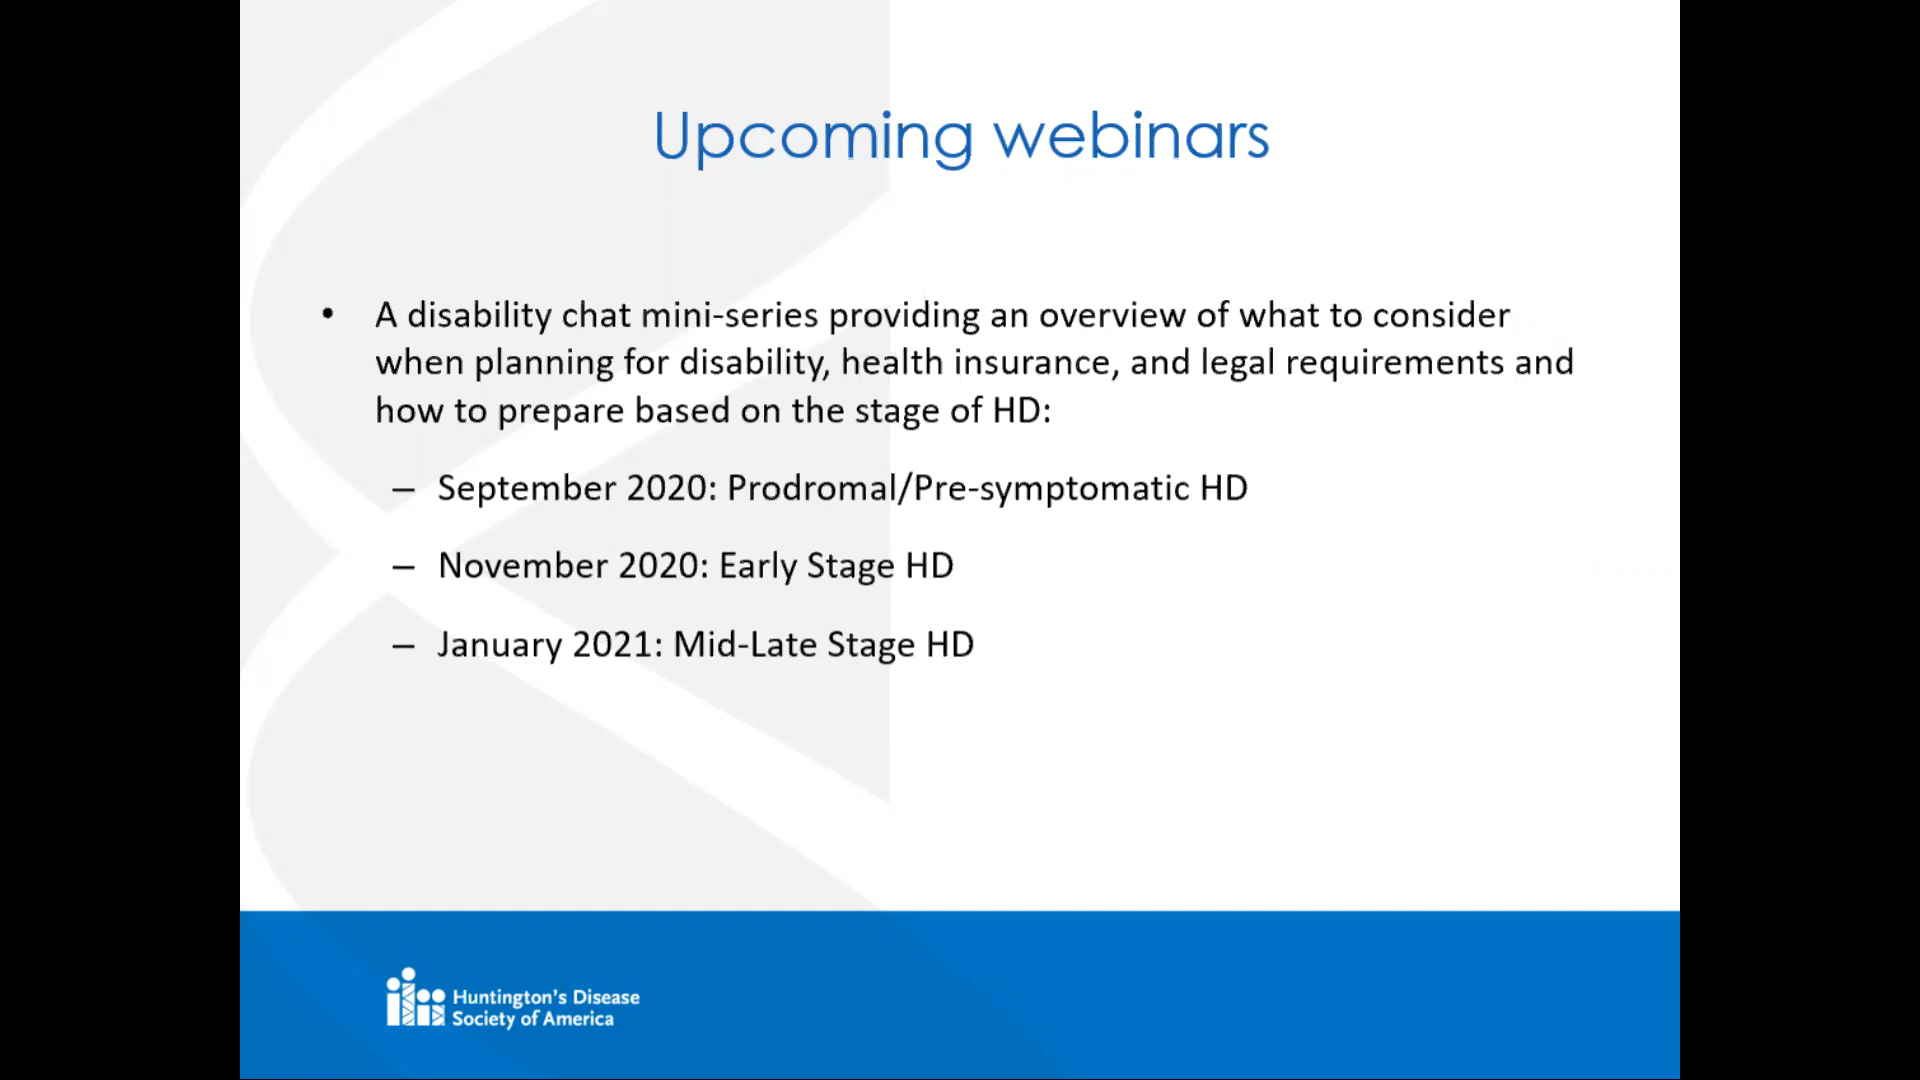 Upcoming webinars
• A disability chat mini-series providing an overview of what to consider
when planning for disability, health insurance, and legal requirements and
how to prepare based on the stage of HD:
– September 2020: Prodromal/Pre-symptomatic HD
– November 2020: Early Stage HD
– January 2021: Mid-Late Stage HD
Huntington's Disease
Society of America